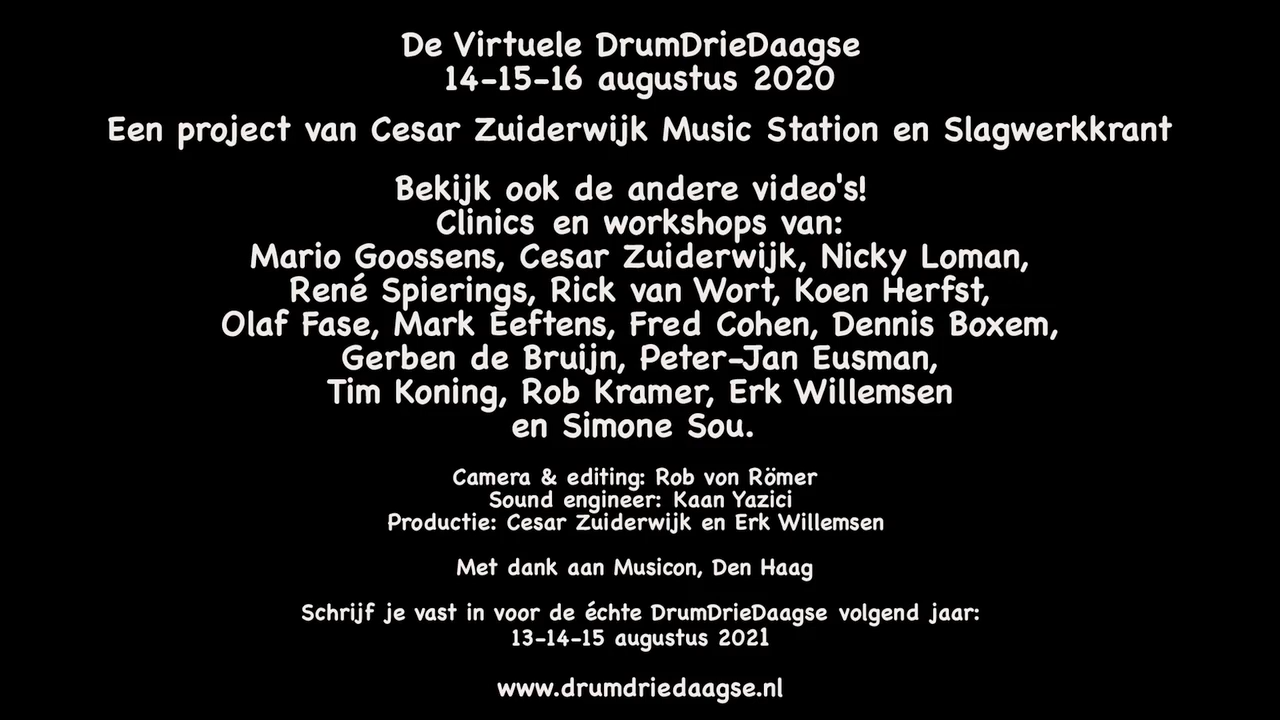 De Virtuele DrumDrieDaagse
14-15-16 augustus 2020
Een project van Cesar Zuiderwijk Music Station en Slagwerkkrant
Bekijk ook de andere video's!
Clinics en workshops van:
Mario Goossens, Cesar Zuiderwijk, Nicky Loman,
René Spierings, Rick van Wort, Koen Herfst,
Olaf Fase, Mark Eeftens, Fred Cohen, Dennis Boxem,
Gerben de Bruijn, Peter-Jan Eusman,
Tim Koning, Rob Kramer, Erk Willemsen
en Simone Sou.
Camera & editing: Rob von Römer
Sound engineer: Kaan Yazici
Productie: Cesar Zuiderwijk en Erk Willemsen
Met dank aan Musicon, Den Haag
Schrijf je vast in voor de échte DrumDrieDaagse volgend jaar:
13-14-15 augustus 2021
www.drumdriedaagse.nl